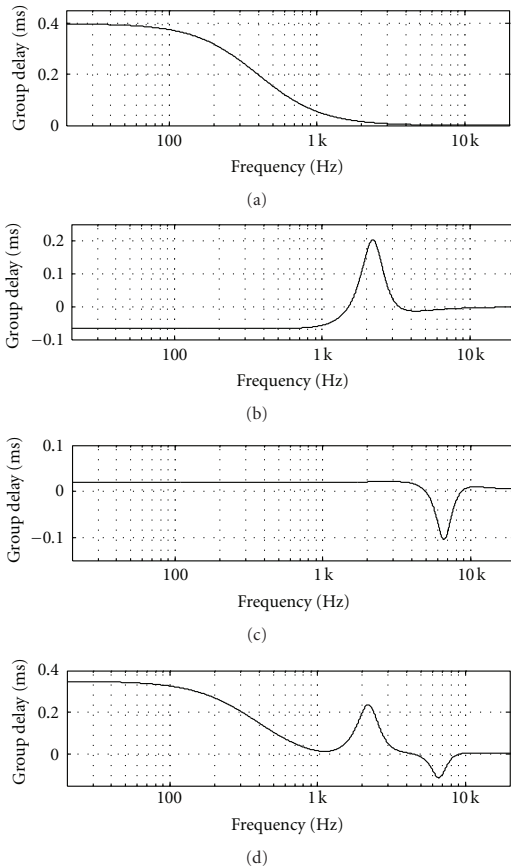 Group delay (ms)
0.4
0.2
0
100
1 k
10 k
Frequency (Hz)
(a)
Group delay (ms)
0.2
0.1
0
−0.1
100
1 k
10 k
Frequency (Hz)
(b)
Group delay (ms)
0.1
0
−0.1
100
1 k
10 k
Frequency (Hz)
(c)
Group delay (ms)
0.4
0.2
0
100
1 k
10 k
Frequency (Hz)
(d)